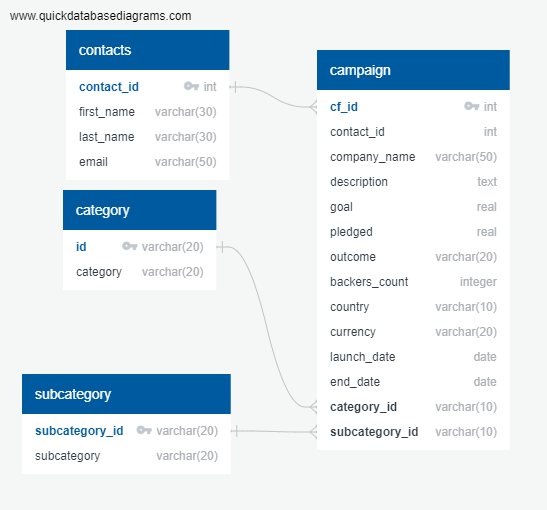 www.quickdatabasediagrams.com
contacts
contact_id int
first_name varchar(30)
last_name varchar(30)
email varchar(50)
category
id varchar(20)
category varchar(20)
subcategory
subcategory_id varchar(20)
subcategory varchar(20)
campaign
cf_id int
contact_id int
company_name varchar(50)
description text
goal real
pledged real
outcome varchar(20)
backers_count integer
country varchar(10)
currency varchar(20)
launch_date date
end_date date
category_id varchar(10)
subcategory_id varchar(10)